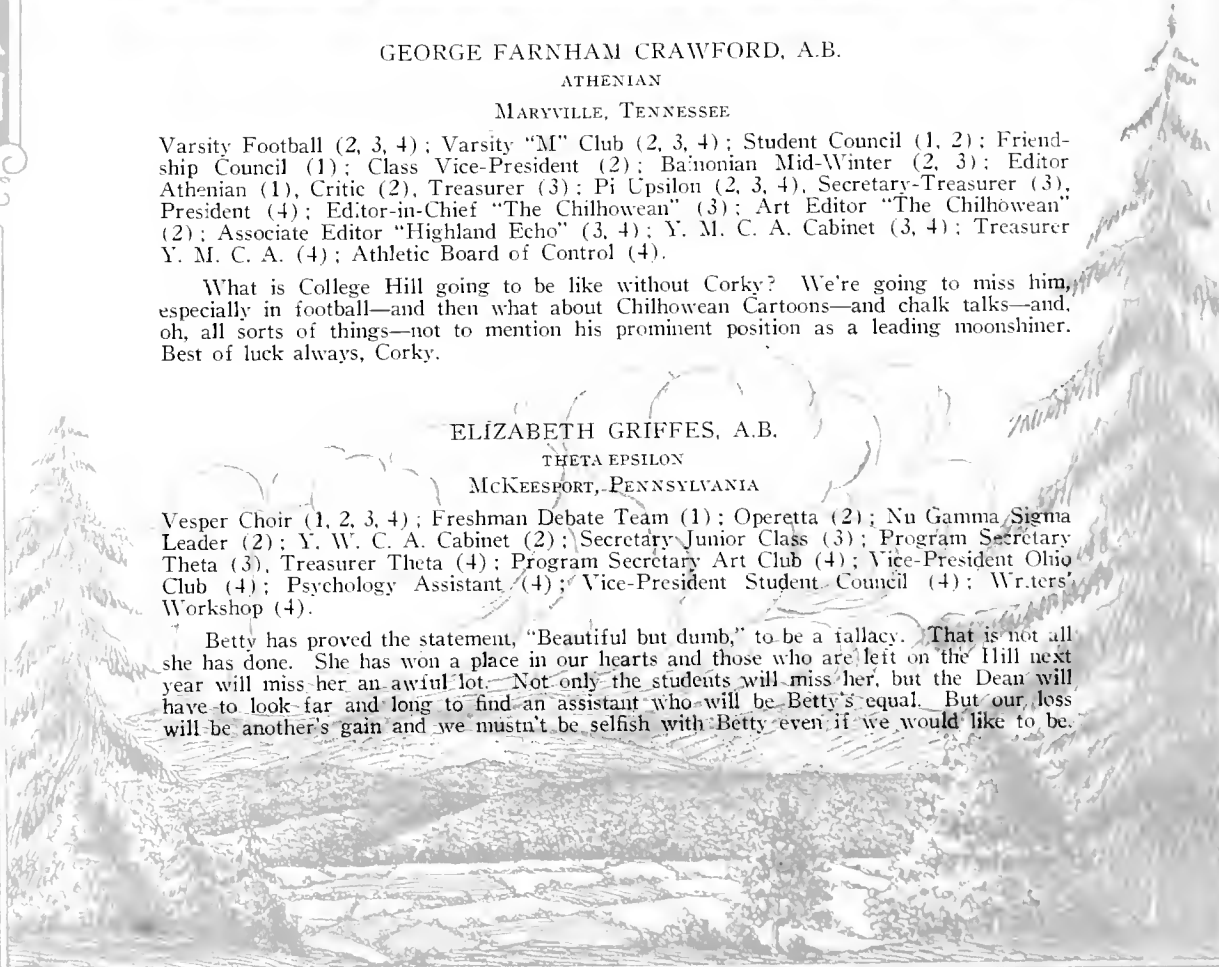 GEORGE FARNHAM CRAWFORD, A.B.
ATHENIAN
MARYVILLE, TENNESSEE
Varsity Football (2, 3, 4); Varsity "M" Club (2, 3, 4); Student Council (1, 2); Friend-
ship Council (1); Class Vice-President (2); Bainonian Mid-Winter (2, 3); Editor
Athenian (1), Critic (2), Treasurer (3); Pi Upsilon (2, 3, 4), Secretary-Treasurer (3),
President (4); Editor-in-Chief "The Chilhowean" (3); Art Editor "The Chilhowean"
(2); Associate Editor "Highland Echo" (3, 4); Y. M. C. A. Cabinet (3, 4); Treasurer
Y. M. C. A. (4); Athletic Board of Control (4).
What is College Hill going to be like without Corky? We're going to miss him,
especially in football—and then what about Chilhowean Cartoons—and chalk talks—and,
oh, all sorts of things—not to mention his prominent position as a leading moonshiner.
Best of luck always, Corky.
ELIZABETH GRIFFES, A.B.
THETA EPSILON
MCKEESPORT, PENNSYLVANIA
Vesper Choir (1, 2, 3, 4); Freshman Debate Team (1); Operetta (2); Nu Gamma Sigma
Leader (2); Y. W. C. A. Cabinet (2); Secretary Junior Class (3); Program Secretary
Theta (3), Treasurer Theta (4); Program Secretary Art Club (4); Vice-President Ohio
Club (4); Psychology Assistant (4); Vice-President Student Council (4); Writers'
Workshop (4).
Betty has proved the statement, "Beautiful but dumb," to be a fallacy. That is not all
she has done. She has won a place in our hearts and those who are left on the Hill next
year will miss her an awful lot. Not only the students will miss her, but the Dean will
have to look far and long to find an assistant who will be Betty's equal. But our loss
will be another's gain and we mustn't be selfish with Betty even if we would like to be.